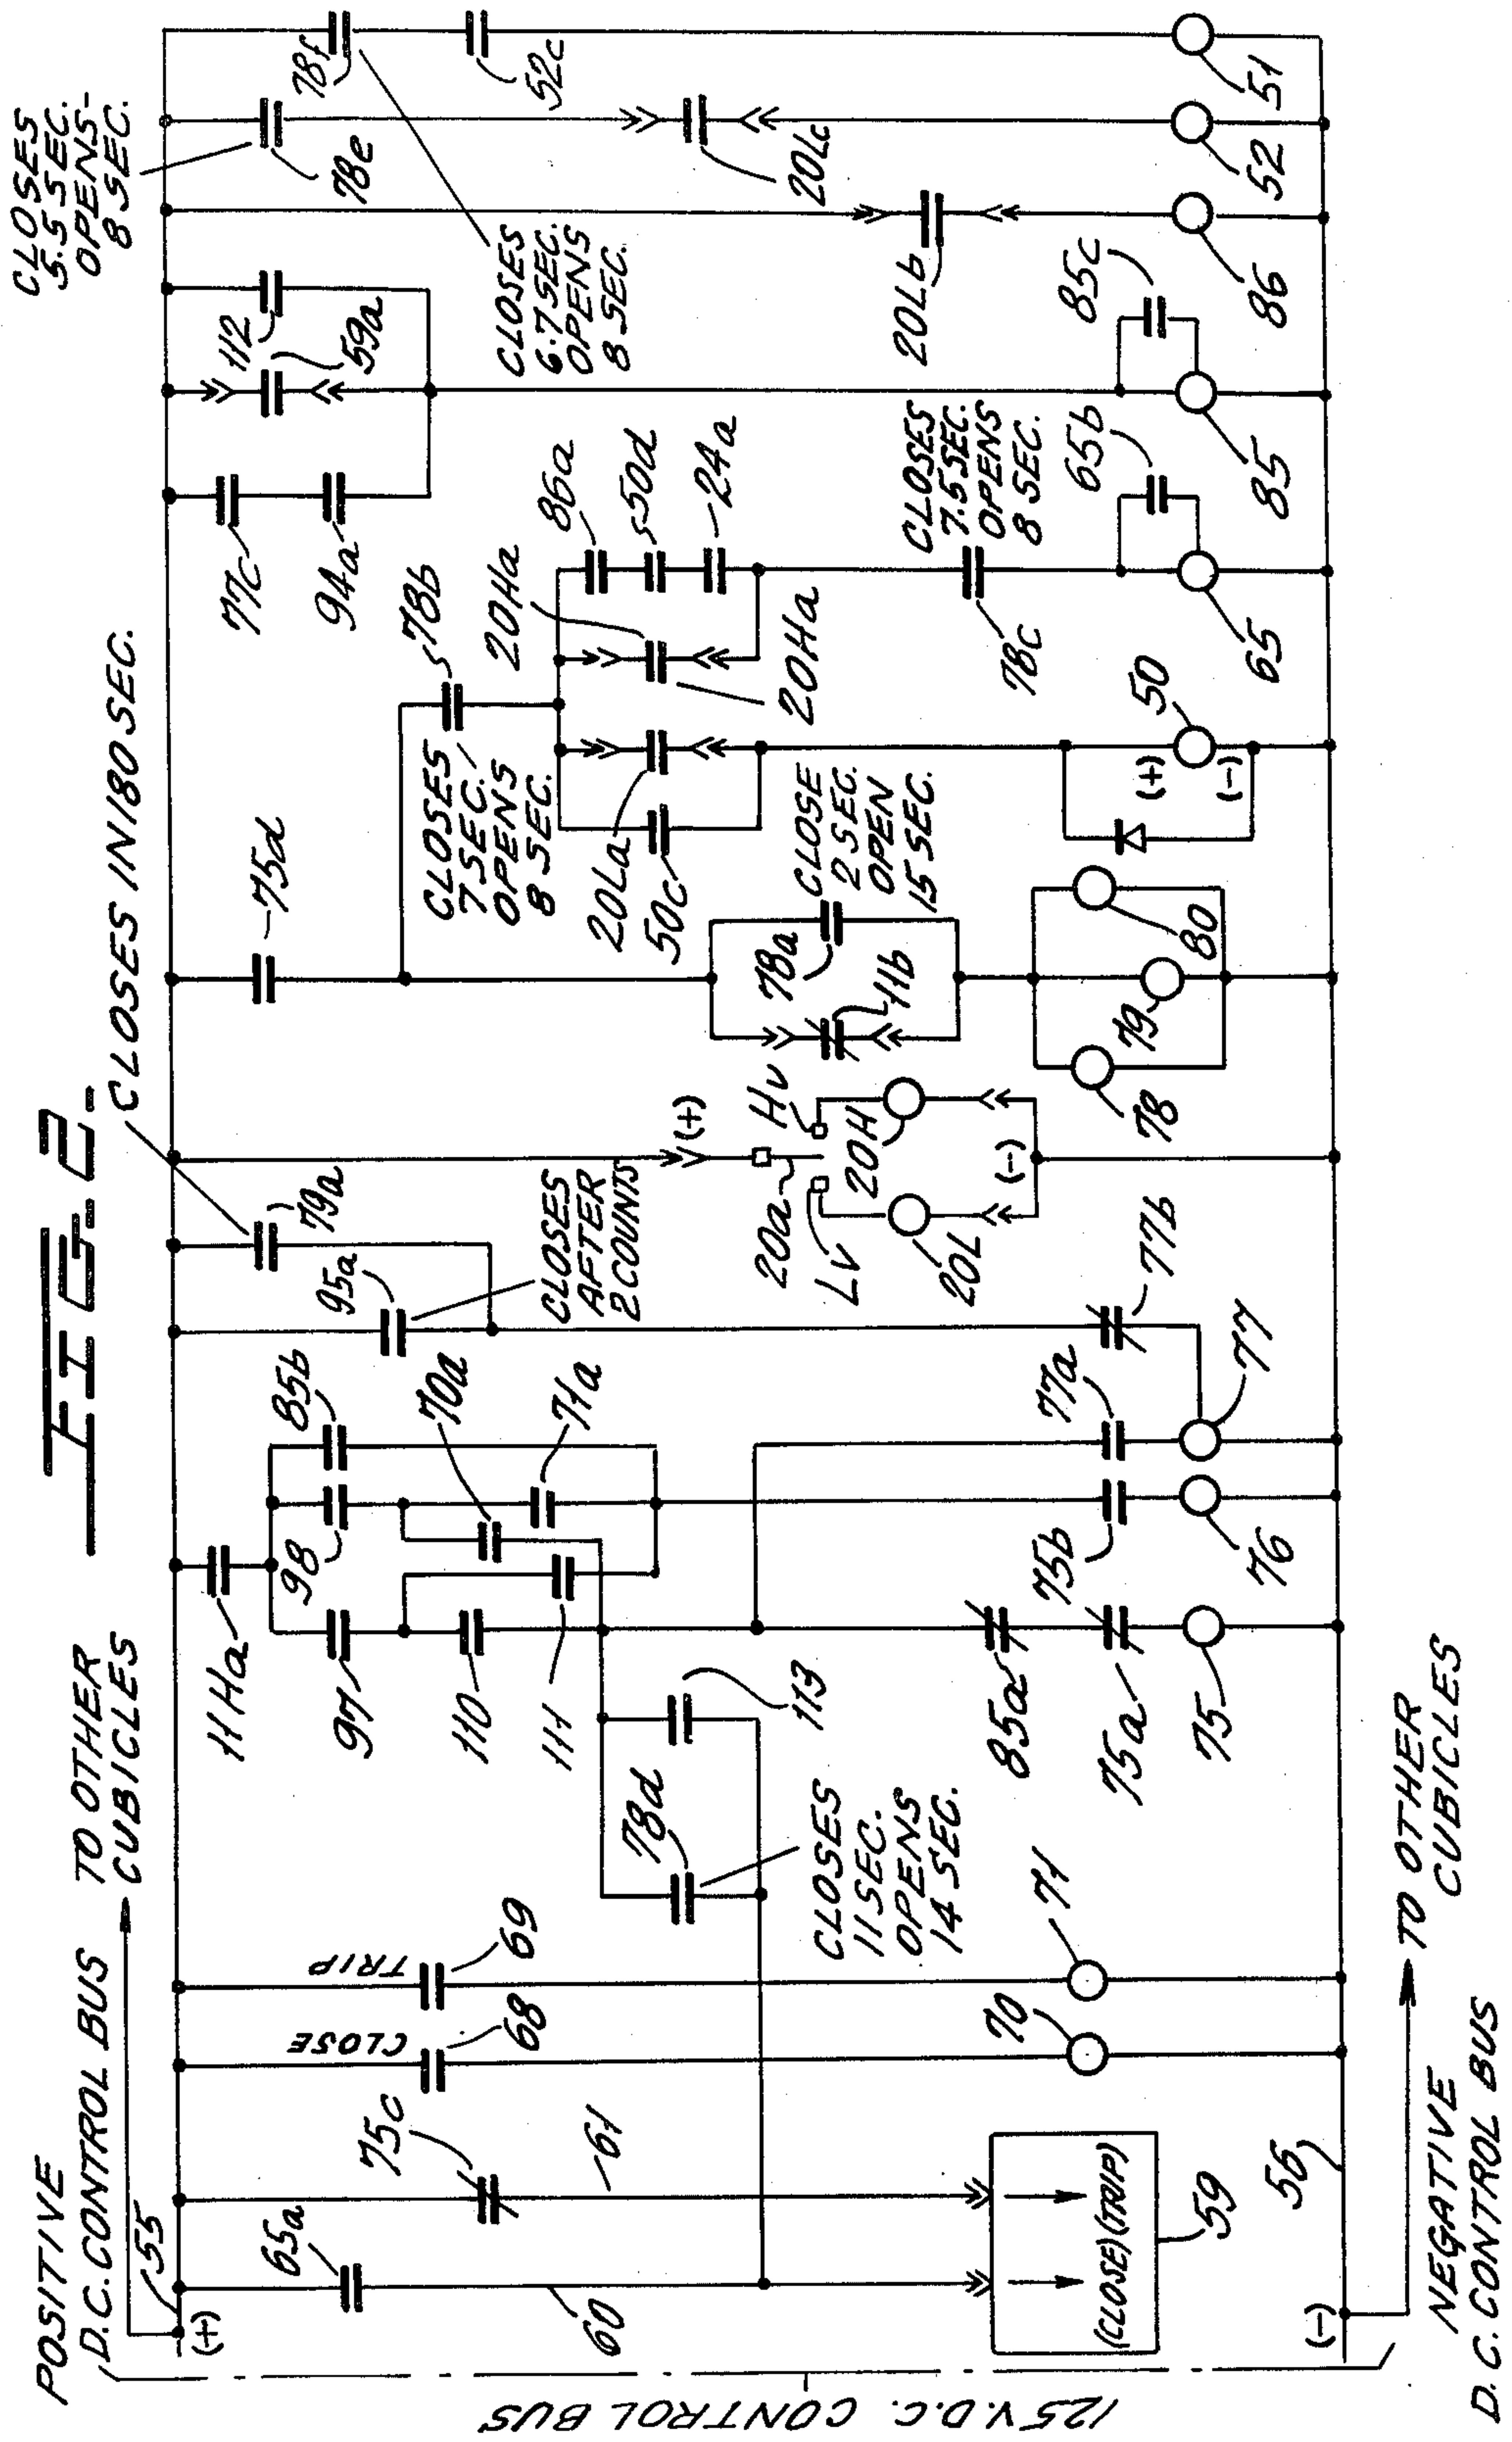 FIG. 2.
POSITIVE
D.C. CONTROL BUS
TO OTHER
CUBICLES
55
(+)
125 V.D.C. CONTROL BUS
65a
75c
60
61
(CLOSE)
(TRIP)
59
56
(-)
NEGATIVE
D.C. CONTROL BUS
TO OTHER
CUBICLES
CLOSE
68
TRIP
69
70
71
78d
CLOSES
11 SEC.
OPENS
14 SEC.
113
11Ha
97
98
85b
110
111
70a
71a
85a
75a
75
75b
76
77a
77
77b
95a
CLOSES
AFTER
2 COUNTS
79a
CLOSES IN 180 SEC.
(+)
20a
Hv
Lv
20H
20L
(-)
75d
78a
11b
CLOSE
2 SEC.
OPEN
15 SEC.
78
79
80
78b
CLOSES
7 SEC.
OPENS
8 SEC.
20La
50c
20Ha
20Ha
86a
50d
24a
50
(+)
(-)
78c
CLOSES
7.5 SEC.
OPENS
8 SEC.
65b
65
77c
94a
112
59a
85c
85
20Lb
86
78e
CLOSES
5.5 SEC.
OPENS-
8 SEC.
20Lc
52
78f
CLOSES
6.7 SEC.
OPENS
8 SEC.
52c
51